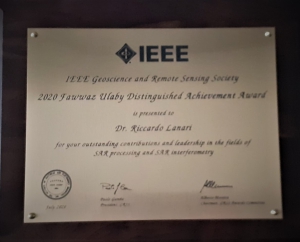 IEEE
IEEE Geoscience and Remote Sensing Society
2020 Fawwaz Ulaby Distinguished Achievement Award
is presented to
Dr. Riccardo Lanari
for your outstanding contributions and leadership in the fields of
SAR processing and SAR interferometry